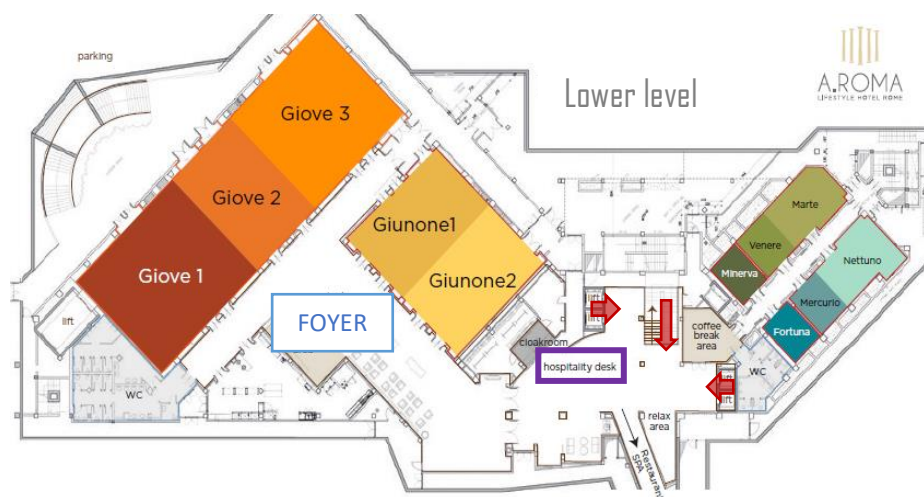 parking
Lower level
A.ROMA
LIFESTYLE HOTEL ROME
Giove 3
Giove 2
Giove 1
Giunone1
Giunone2
Marte
Venere
Minerva
Nettuno
Mercurio
Fortuna
lift
FOYER
lift
lift
cloakroom
hospitality desk
coffee
break
area
WC
WC
lift
relax
area
Restaurant
SPA